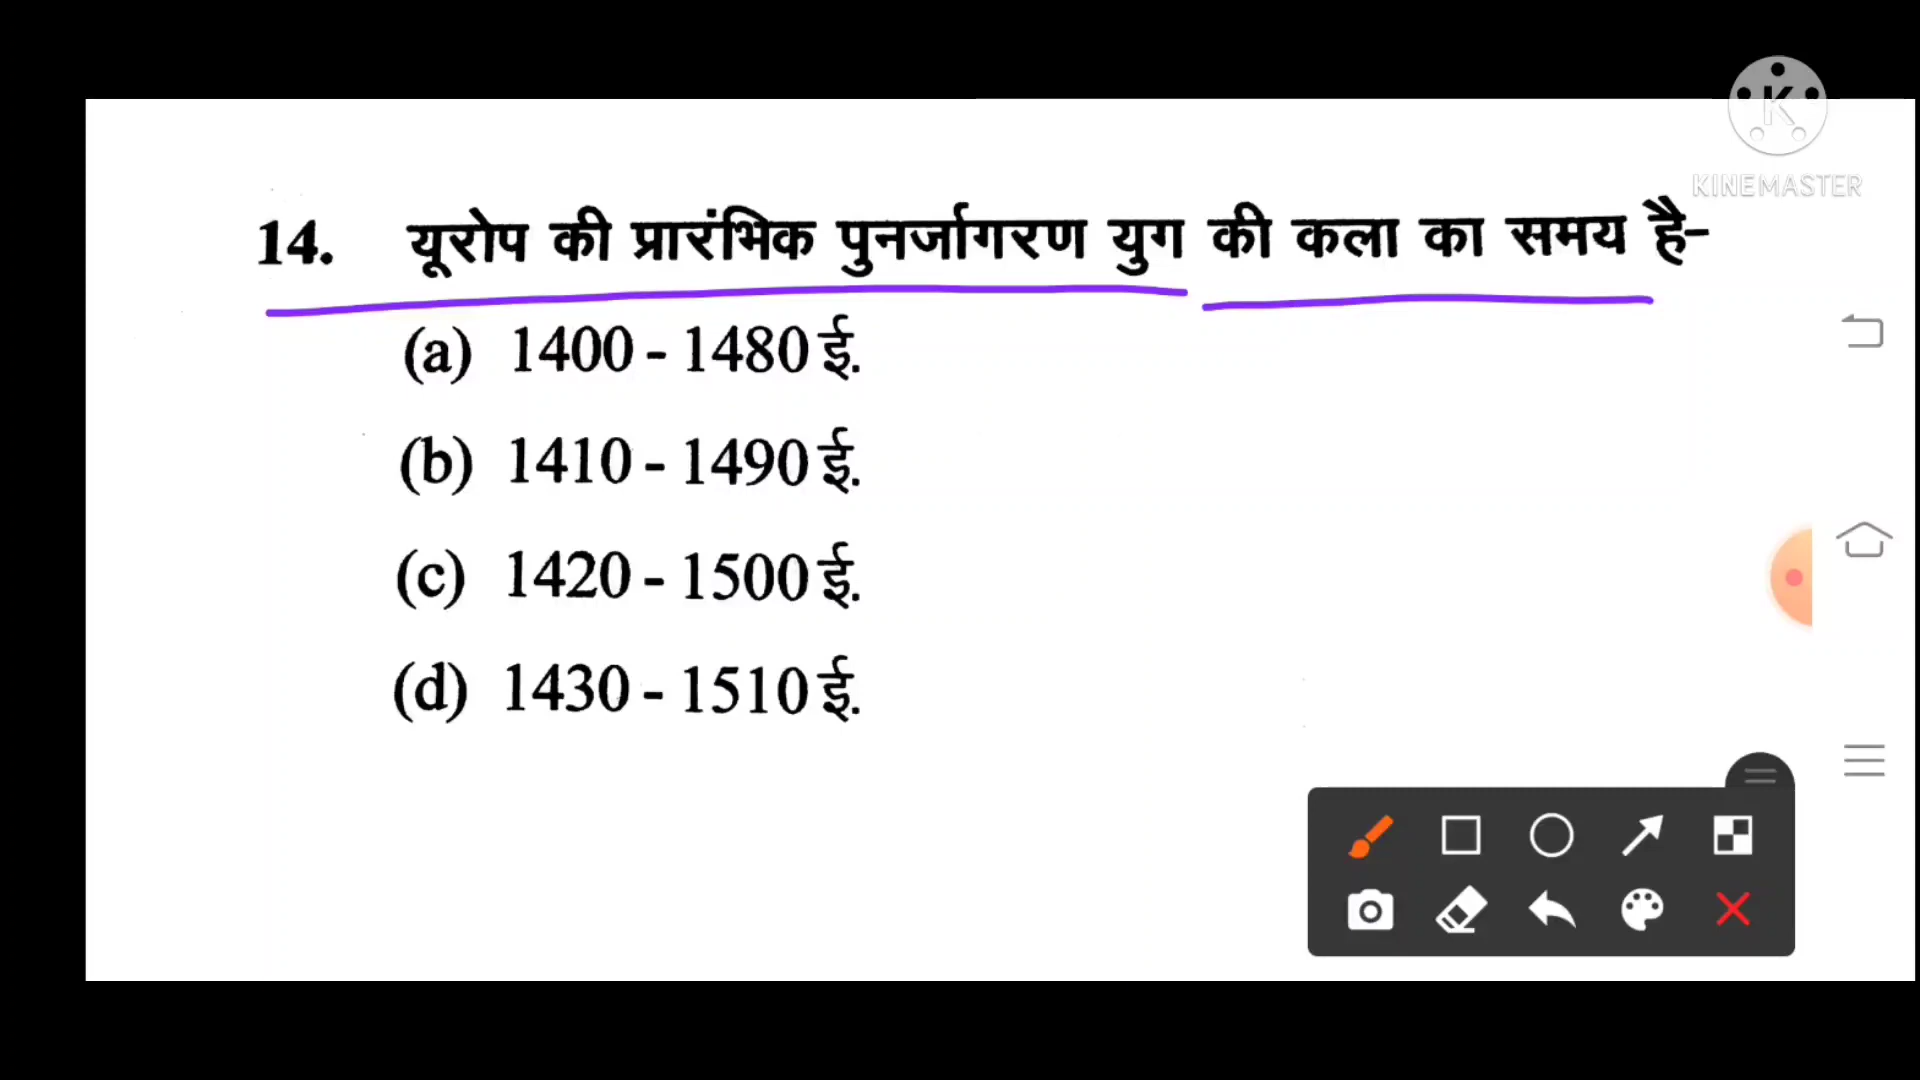 KINEMASTER
14. यूरोप की प्रारंभिक पुनर्जागरण युग की कला का समय है-
(a) 1400 - 1480 ई.
(b) 1410 - 1490 ई.
(c) 1420 - 1500 ई.
(d) 1430 - 1510 ई.